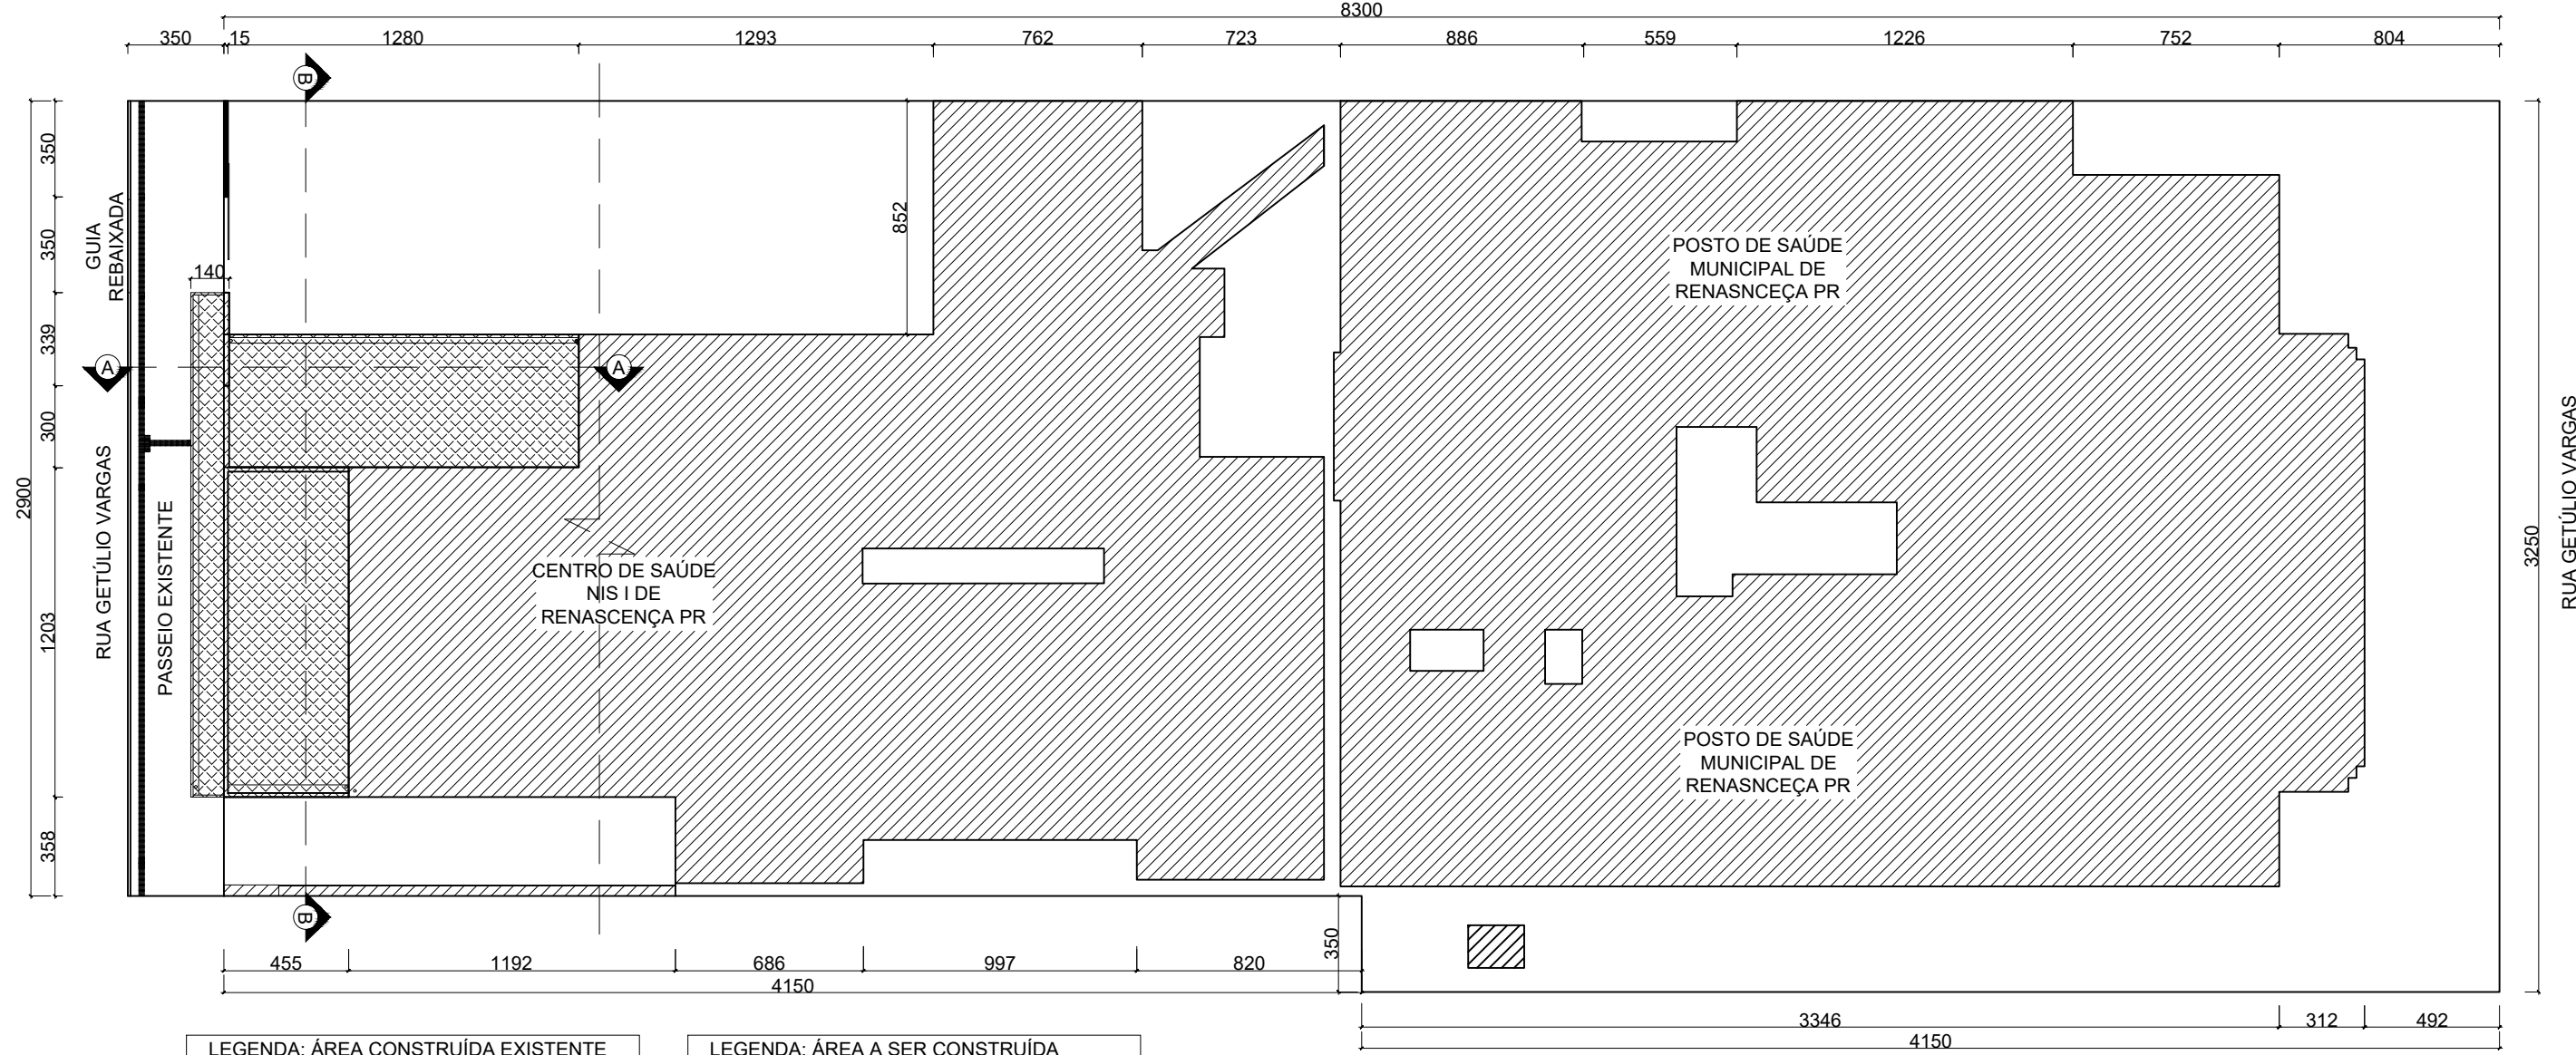 8300
350
15
1280
1293
762
723
886
559
1226
752
804
B
350
350
339
300
1203
358
2900
GUIA
REBAIXADA
140
852
A
A
RUA GETÚLIO VARGAS
PASSEIO EXISTENTE
POSTO DE SAÚDE
MUNICIPAL DE
RENASNCEÇA PR
CENTRO DE SAÚDE
NIS I DE
RENASCENÇA PR
POSTO DE SAÚDE
MUNICIPAL DE
RENASNCEÇA PR
3250
RUA GETÚLIO VARGAS
B
350
455
1192
686
997
820
4150
3346
312
492
4150
LEGENDA: ÁREA CONSTRUÍDA EXISTENTE
LEGENDA: ÁREA A SER CONSTRUÍDA